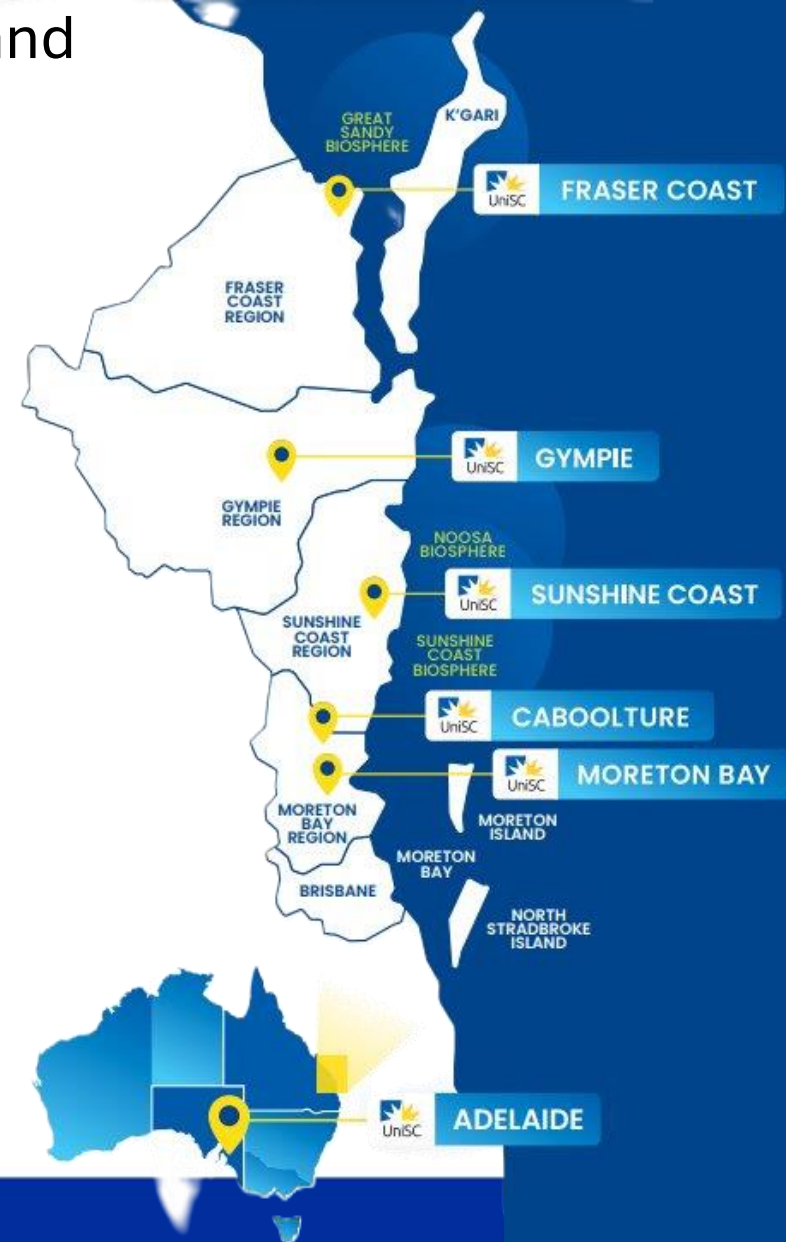 and
GREAT
SANDY
BIOSPHERE
K'GARI
UniSC
FRASER COAST
FRASER
COAST
REGION
UniSC
GYMPIE
GYMPIE
REGION
NOOSA
BIOSPHERE
UniSC
SUNSHINE COAST
SUNSHINE
COAST
REGION
SUNSHINE
COAST
BIOSPHERE
UniSC
CABOOLTURE
UniSC
MORETON BAY
MORETON
BAY
REGION
MORETON
ISLAND
MORETON
BAY
BRISBANE
NORTH
STRADBROKE
ISLAND
UniSC
ADELAIDE